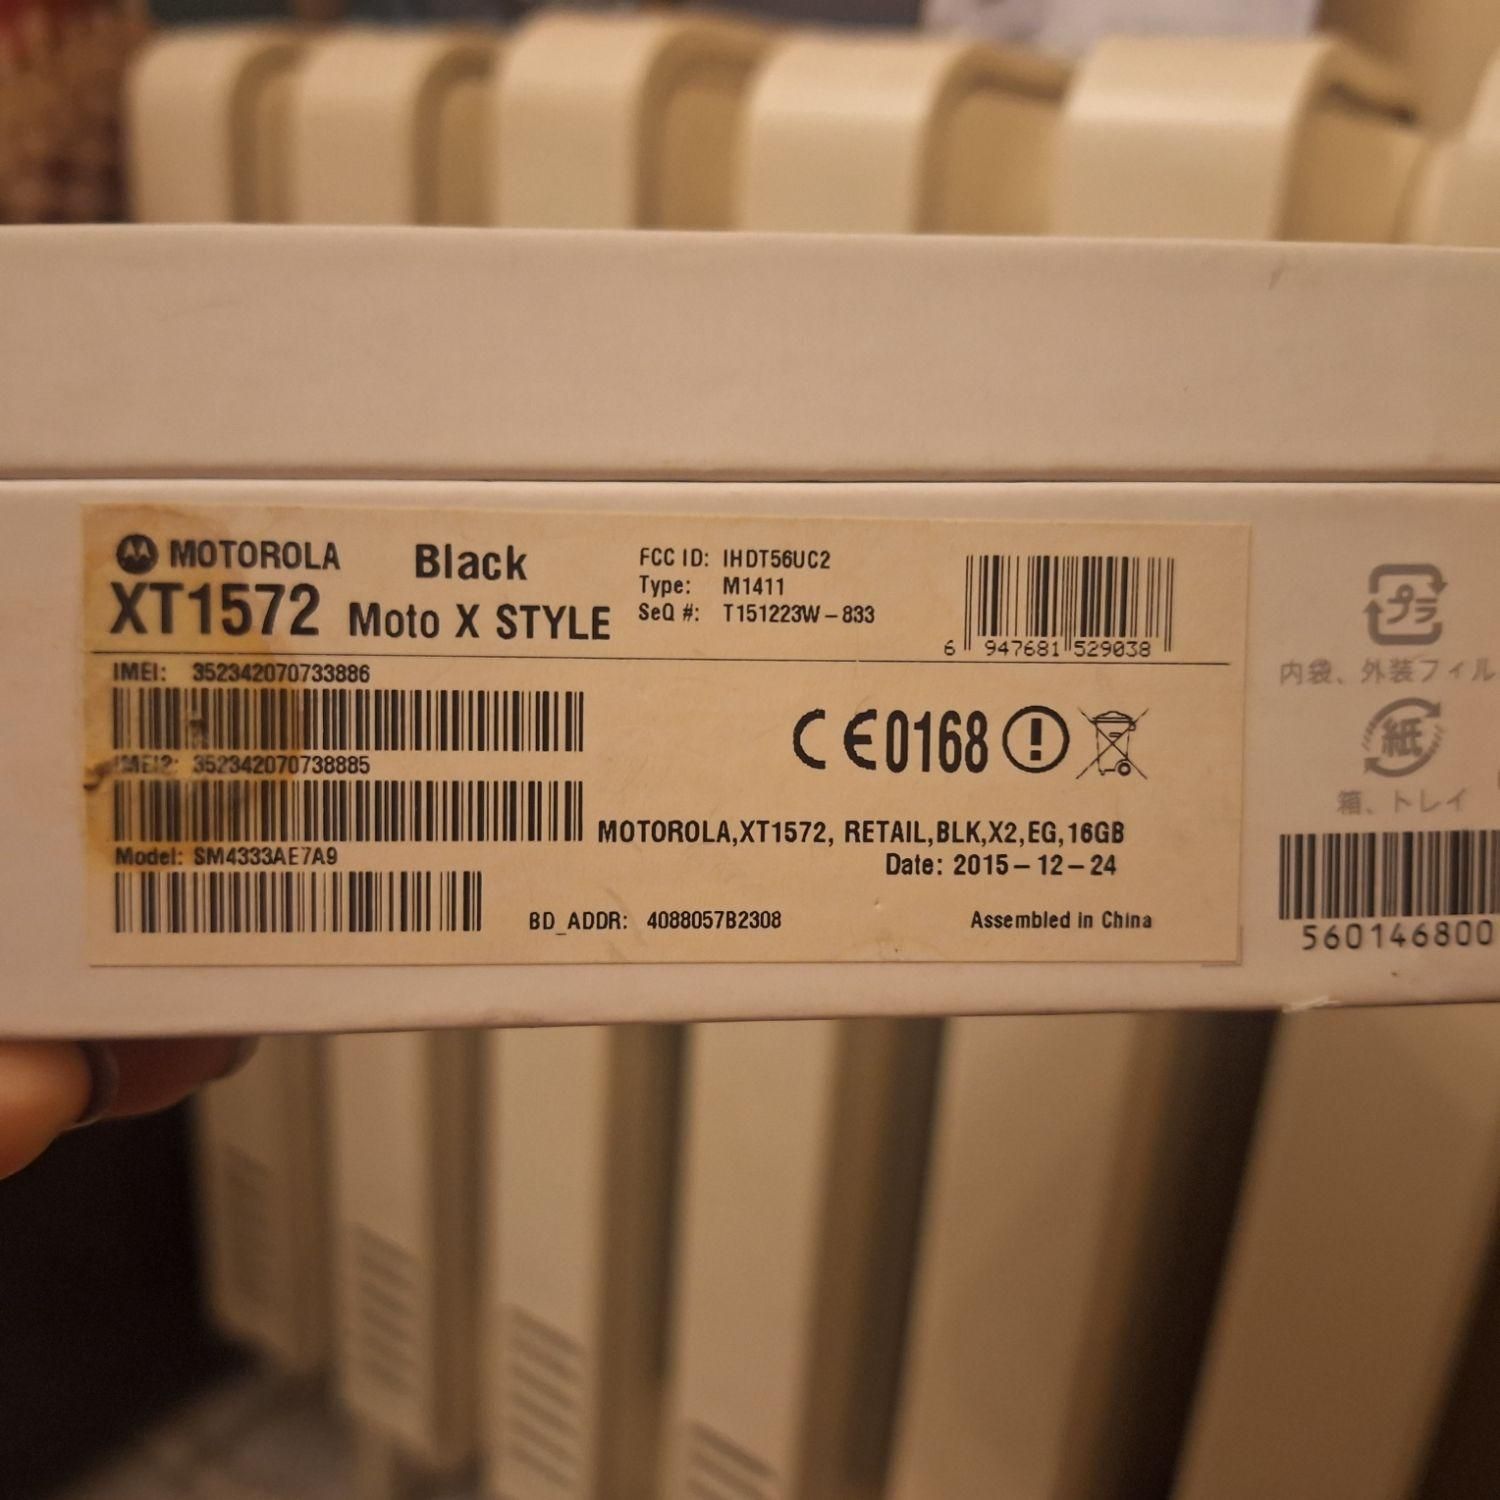 MOTOROLA Black
XT1572 Moto X STYLE
FCC ID: IHDT56UC2
Type: M1411
SeQ #: T151223W-833
6 947681 529038
IMEI: 352342070733886
IMEI2: 352342070738885
Model: SM4333AE7A9
CE0168
MOTOROLA,XT1572, RETAIL,BLK,X2,EG,16GB
Date: 2015-12-24
BD_ADDR: 4088057B2308
Assembled in China
プラ
内袋、外装フィル
紙
箱、トレイ
560146800